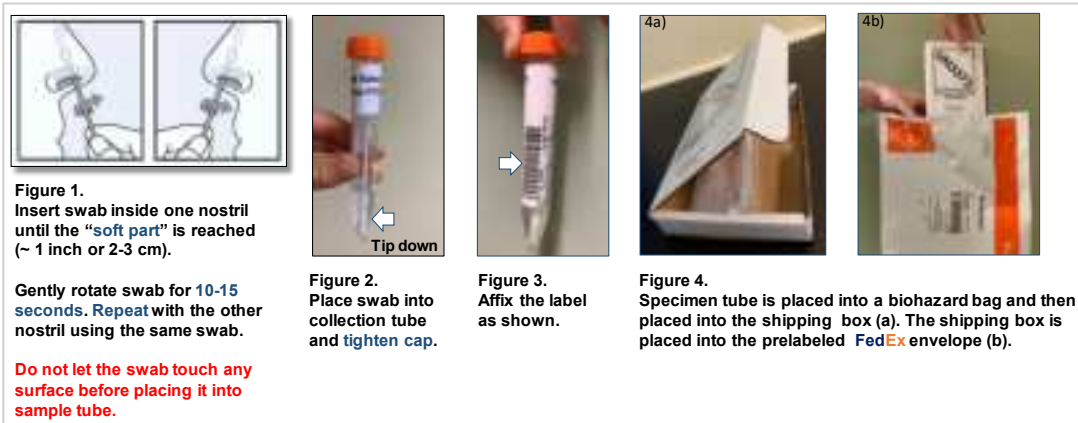 4a)
4b)
Tip down
Figure 1.
Insert swab inside one nostril
until the “soft part” is reached
(~ 1 inch or 2-3 cm).
Gently rotate swab for 10-15
seconds. Repeat with the other
nostril using the same swab.
Do not let the swab touch any
surface before placing it into
sample tube.
Figure 2.
Place swab into
collection tube
and tighten cap.
Figure 3.
Affix the label
as shown.
Figure 4.
Specimen tube is placed into a biohazard bag and then
placed into the shipping box (a). The shipping box is
placed into the prelabeled FedEx envelope (b).